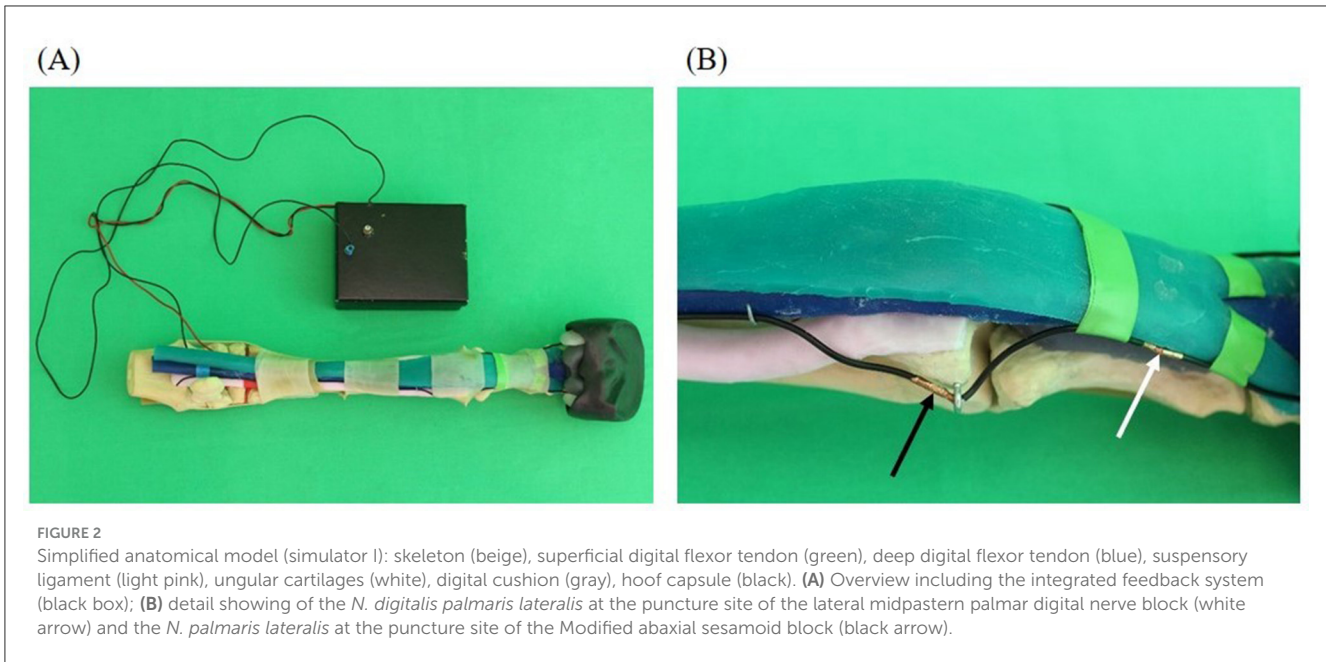 (A)
(B)
FIGURE 2
Simplified anatomical model (simulator I): skeleton (beige), superficial digital flexor tendon (green), deep digital flexor tendon (blue), suspensory
ligament (light pink), ungular cartilages (white), digital cushion (gray), hoof capsule (black). (A) Overview including the integrated feedback system
(black box); (B) detail showing of the N. digitalis palmaris lateralis at the puncture site of the lateral midpastern palmar digital nerve block (white
arrow) and the N. palmaris lateralis at the puncture site of the Modified abaxial sesamoid block (black arrow).